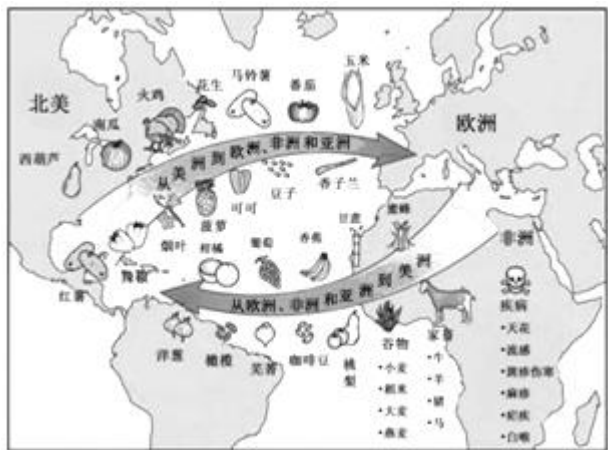 玉米
马铃薯
番茄
花生
火鸡
北美
南瓜
西葫芦
欧洲
从美洲到欧洲、非洲和亚洲
香子兰
豆子
可可
菠萝
烟叶
柑橘
葡萄
香蕉
甘蔗
蜜蜂
非洲
辣椒
红薯
从欧洲、非洲和亚洲到美洲
洋葱
橄榄
芜菁
咖啡豆
桃
梨
谷物
•小麦
•稻米
•大麦
•燕麦
家畜
•牛
•羊
•猪
•马
疾病
•天花
•流感
•斑疹伤寒
•麻疹
•疟疾
•白喉